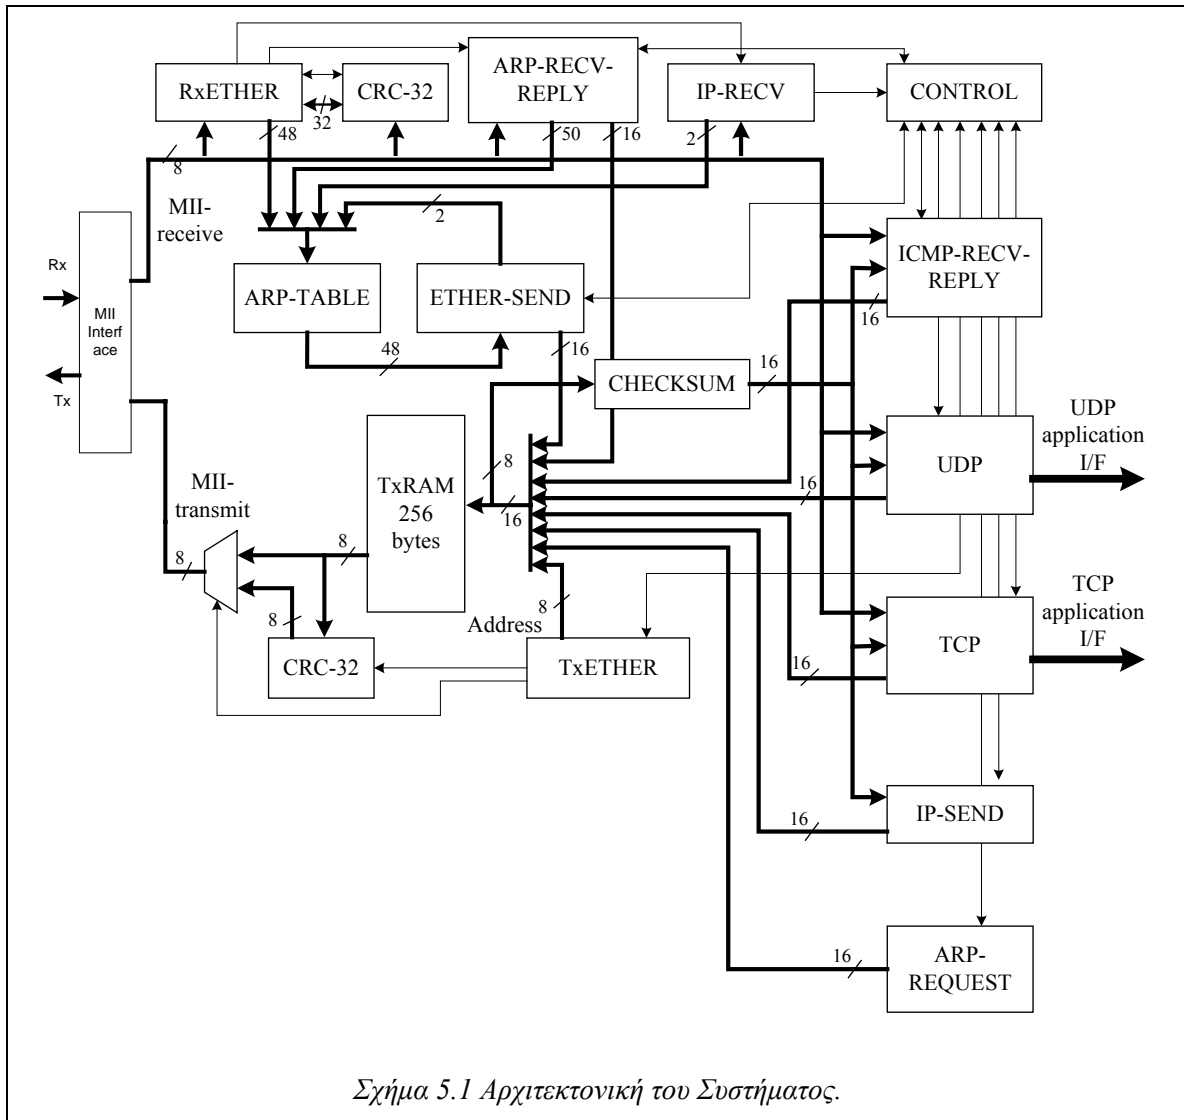 RxETHER
CRC-32
32
48
ARP-RECV-
REPLY
50
16
IP-RECV
2
CONTROL
8
MII-
receive
2
Rx
MII
Interf
ace
Tx
ARP-TABLE
ETHER-SEND
48
16
ICMP-RECV-
REPLY
16
CHECKSUM
16
8
16
TxRAM
256
bytes
UDP
16
UDP
application
I/F
MII-
transmit
8
8
8
CRC-32
Address
8
TxETHER
TCP
16
TCP
application
I/F
IP-SEND
16
ARP-
REQUEST
16
Σχήμα 5.1 Αρχιτεκτονική του Συστήματος.